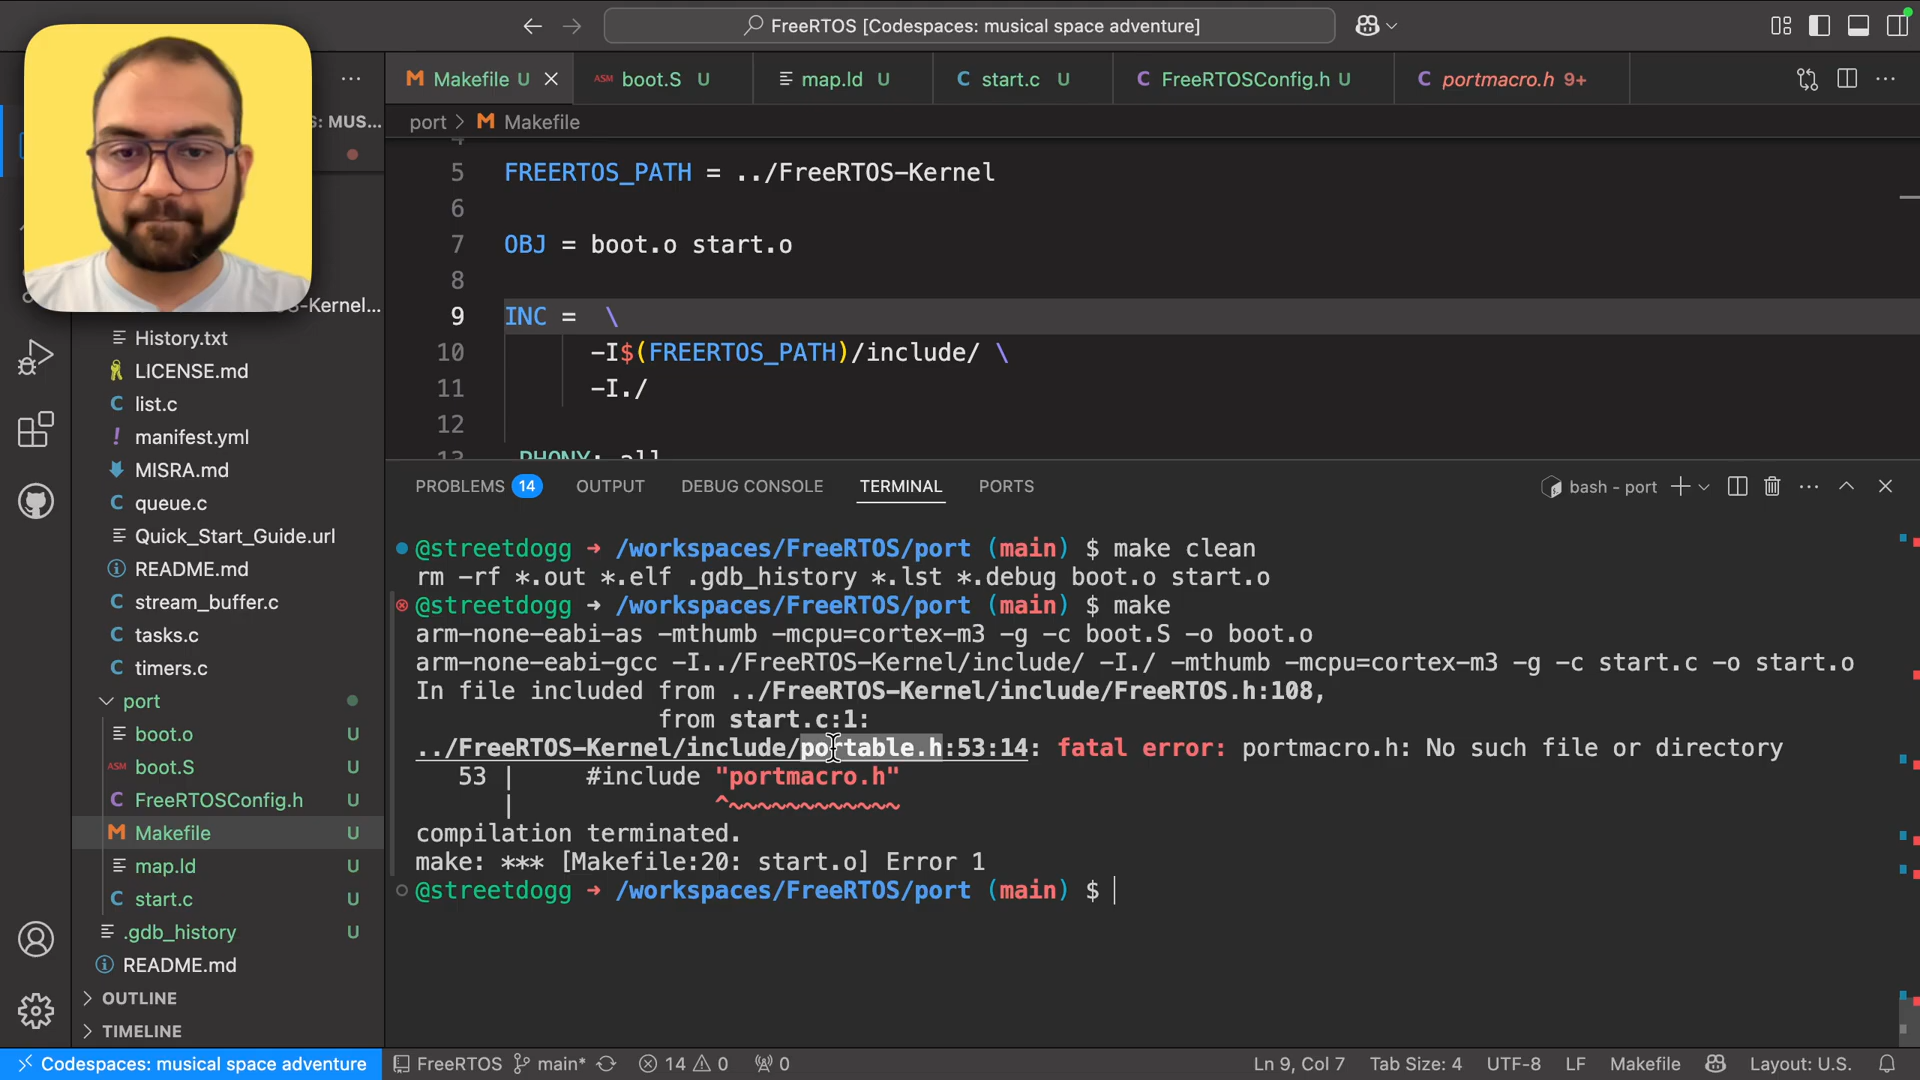 FreeRTOS [Codespaces: musical space adventure]
Makefile U
ASM boot.S U
map.ld U
C start.c U
C FreeRTOSConfig.h U
C portmacro.h 9+
: MUS...
port > Makefile
5 FREERTOS_PATH = ../FreeRTOS-Kernel
6
7 OBJ = boot.o start.o
8
9 INC =  \
10 -I$(FREERTOS_PATH)/include/ \
11 -I./
12
13 .PHONY: all
-Kernel...
History.txt
LICENSE.md
C list.c
! manifest.yml
MISRA.md
C queue.c
Quick_Start_Guide.url
README.md
C stream_buffer.c
C tasks.c
C timers.c
port
boot.o U
ASM boot.S U
C FreeRTOSConfig.h U
Makefile U
map.ld U
C start.c U
.gdb_history U
README.md
OUTLINE
TIMELINE
PROBLEMS 14 OUTPUT DEBUG CONSOLE TERMINAL PORTS
bash - port
@streetdogg ➜ /workspaces/FreeRTOS/port (main) $ make clean
rm -rf *.out *.elf .gdb_history *.lst *.debug boot.o start.o
@streetdogg ➜ /workspaces/FreeRTOS/port (main) $ make
arm-none-eabi-as -mthumb -mcpu=cortex-m3 -g -c boot.S -o boot.o
arm-none-eabi-gcc -I../FreeRTOS-Kernel/include/ -I./ -mthumb -mcpu=cortex-m3 -g -c start.c -o start.o
In file included from ../FreeRTOS-Kernel/include/FreeRTOS.h:108,
from start.c:1:
../FreeRTOS-Kernel/include/portable.h:53:14: fatal error: portmacro.h: No such file or directory
53 | #include "portmacro.h"
| ^~~~~~~~~~~~~
compilation terminated.
make: *** [Makefile:20: start.o] Error 1
@streetdogg ➜ /workspaces/FreeRTOS/port (main) $
Codespaces: musical space adventure
FreeRTOS main* 14 0 0
Ln 9, Col 7 Tab Size: 4 UTF-8 LF Makefile Layout: U.S.